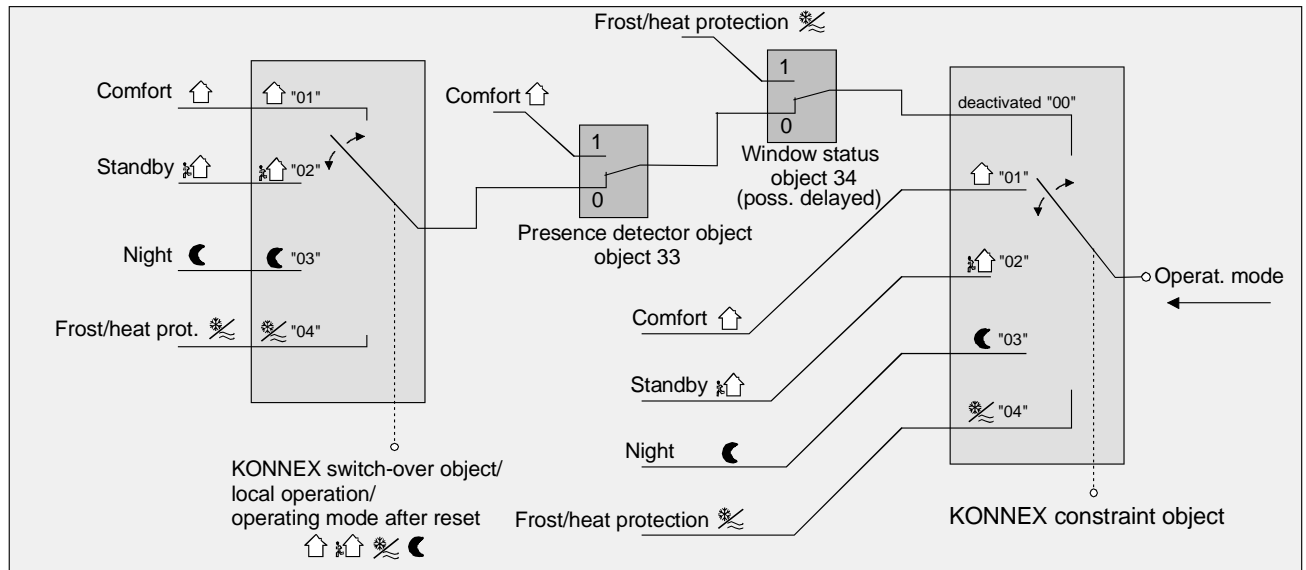 Frost/heat protection
Comfort
"01"
Standby
"02"
Night
"03"
Frost/heat prot.
"04"
KONNEX switch-over object/
local operation/
operating mode after reset
Comfort
1
0
Presence detector object
object 33
1
0
Window status
object 34
(poss. delayed)
deactivated "00"
"01"
"02"
"03"
"04"
Comfort
Standby
Night
Frost/heat protection
Operat. mode
KONNEX constraint object